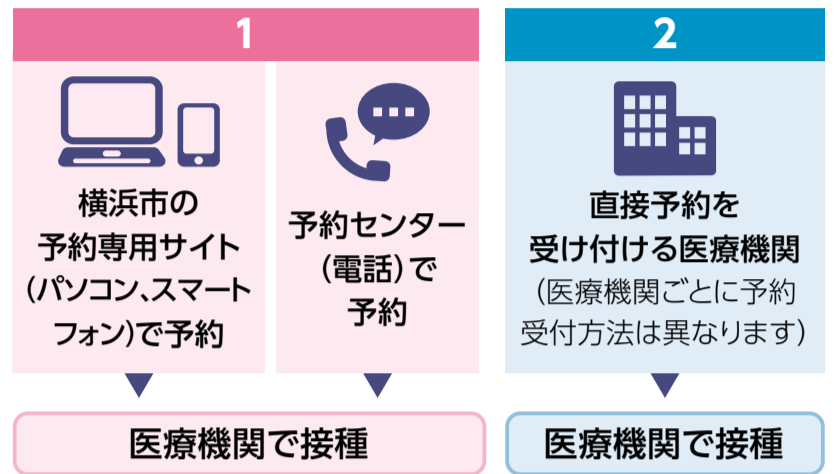 1
横浜市の
予約専用サイト
(パソコン、スマート
フォン)で予約
予約センター
(電話)で
予約
医療機関で接種
2
直接予約を
受け付ける医療機関
(医療機関ごとに予約
受付方法は異なります)
医療機関で接種